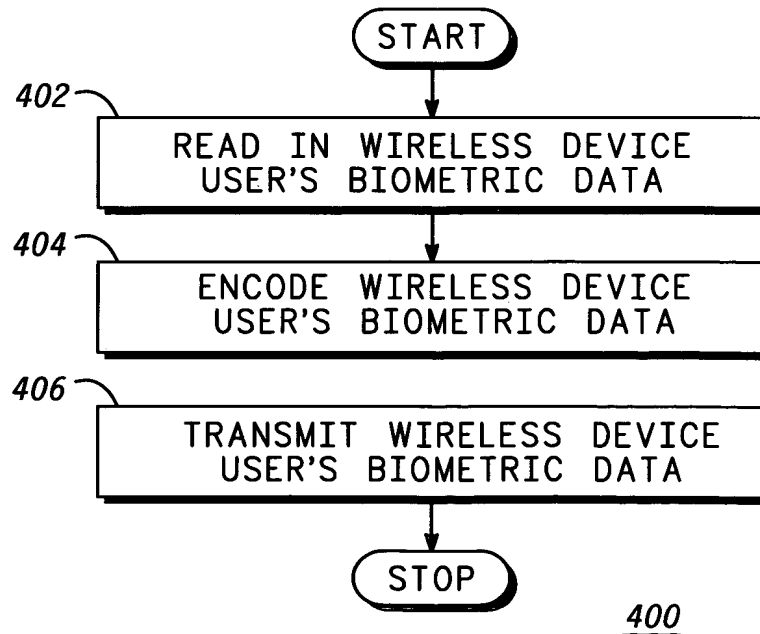 START
402
READ IN WIRELESS DEVICE
USER'S BIOMETRIC DATA
404
ENCODE WIRELESS DEVICE
USER'S BIOMETRIC DATA
406
TRANSMIT WIRELESS DEVICE
USER'S BIOMETRIC DATA
STOP
400